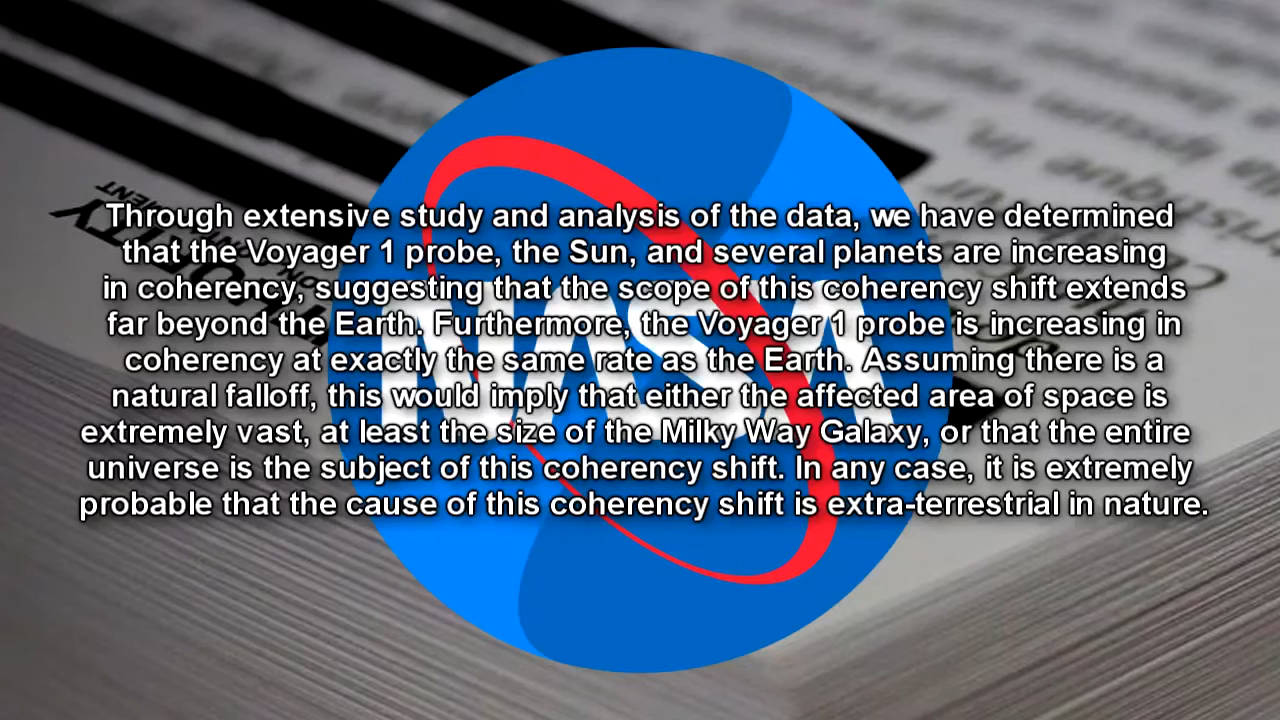 Through extensive study and analysis of the data, we have determined
that the Voyager 1 probe, the Sun, and several planets are increasing
in coherency, suggesting that the scope of this coherency shift extends
far beyond the Earth. Furthermore, the Voyager 1 probe is increasing in
coherency at exactly the same rate as the Earth. Assuming there is a
natural falloff, this would imply that either the affected area of space is
extremely vast, at least the size of the Milky Way Galaxy, or that the entire
universe is the subject of this coherency shift. In any case, it is extremely
probable that the cause of this coherency shift is extra-terrestrial in nature.
NASA